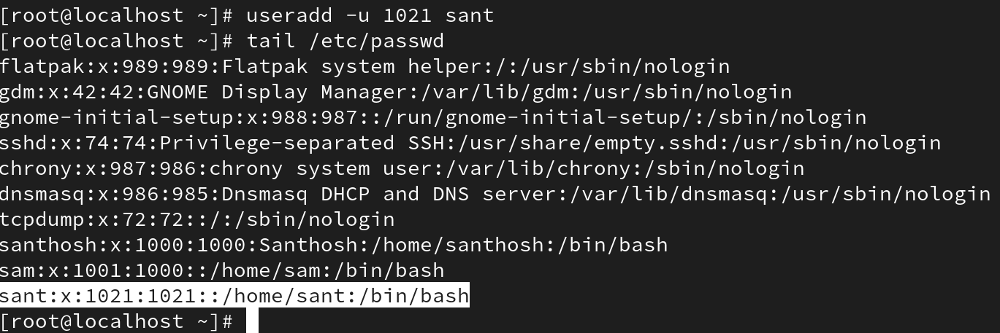 [root@localhost ~]# useradd -u 1021 sant
[root@localhost ~]# tail /etc/passwd
flatpak:x:989:989:Flatpak system helper:/:/usr/sbin/nologin
gdm:x:42:42:GNOME Display Manager:/var/lib/gdm:/usr/sbin/nologin
gnome-initial-setup:x:988:987::/run/gnome-initial-setup/:/sbin/nologin
sshd:x:74:74:Privilege-separated SSH:/usr/share/empty.sshd:/usr/sbin/nologin
chrony:x:987:986:chrony system user:/var/lib/chrony:/sbin/nologin
dnsmasq:x:986:985:Dnsmasq DHCP and DNS server:/var/lib/dnsmasq:/usr/sbin/nologin
tcpdump:x:72:72::/:/sbin/nologin
santhosh:x:1000:1000:Santhosh:/home/santhosh:/bin/bash
sam:x:1001:1000::/home/sam:/bin/bash
sant:x:1021:1021::/home/sant:/bin/bash
[root@localhost ~]#